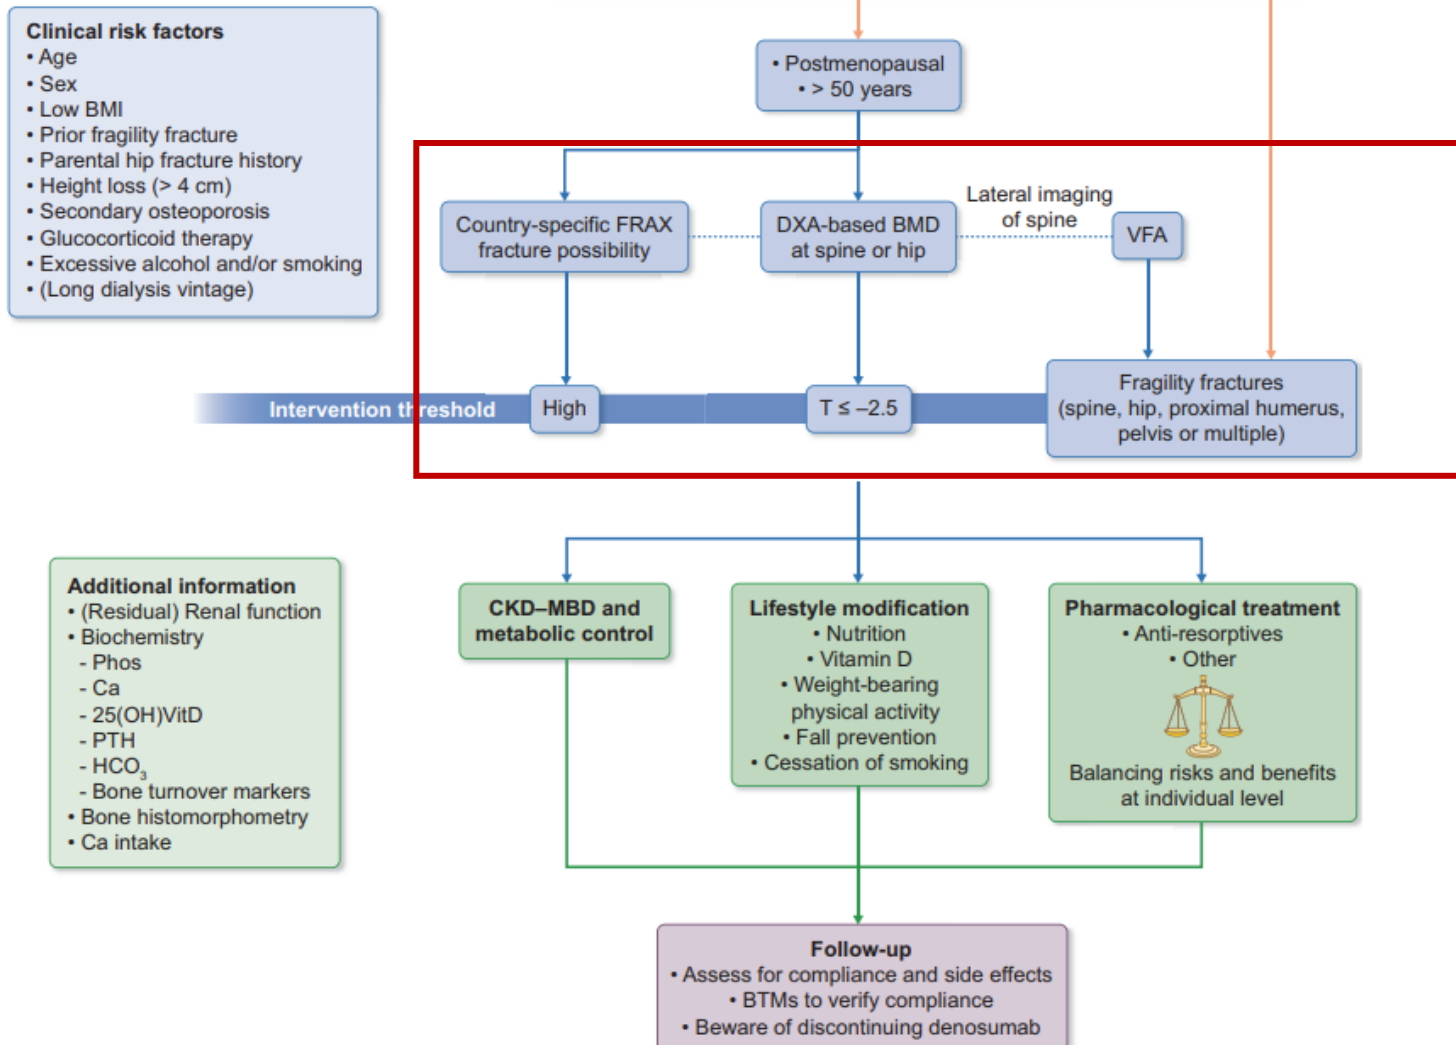 Clinical risk factors
• Age
• Sex
• Low BMI
• Prior fragility fracture
• Parental hip fracture history
• Height loss (> 4 cm)
• Secondary osteoporosis
• Glucocorticoid therapy
• Excessive alcohol and/or smoking
• (Long dialysis vintage)
• Postmenopausal
• > 50 years
Country-specific FRAX
fracture possibility
DXA-based BMD
at spine or hip
Lateral imaging
of spine
VFA
Intervention threshold
High
T ≤ –2.5
Fragility fractures
(spine, hip, proximal humerus,
pelvis or multiple)
Additional information
• (Residual) Renal function
• Biochemistry
- Phos
- Ca
- 25(OH)VitD
- PTH
- HCO₃
- Bone turnover markers
• Bone histomorphometry
• Ca intake
CKD–MBD and
metabolic control
Lifestyle modification
• Nutrition
• Vitamin D
• Weight-bearing
physical activity
• Fall prevention
• Cessation of smoking
Pharmacological treatment
• Anti-resorptives
• Other
Balancing risks and benefits
at individual level
Follow-up
• Assess for compliance and side effects
• BTMs to verify compliance
• Beware of discontinuing denosumab